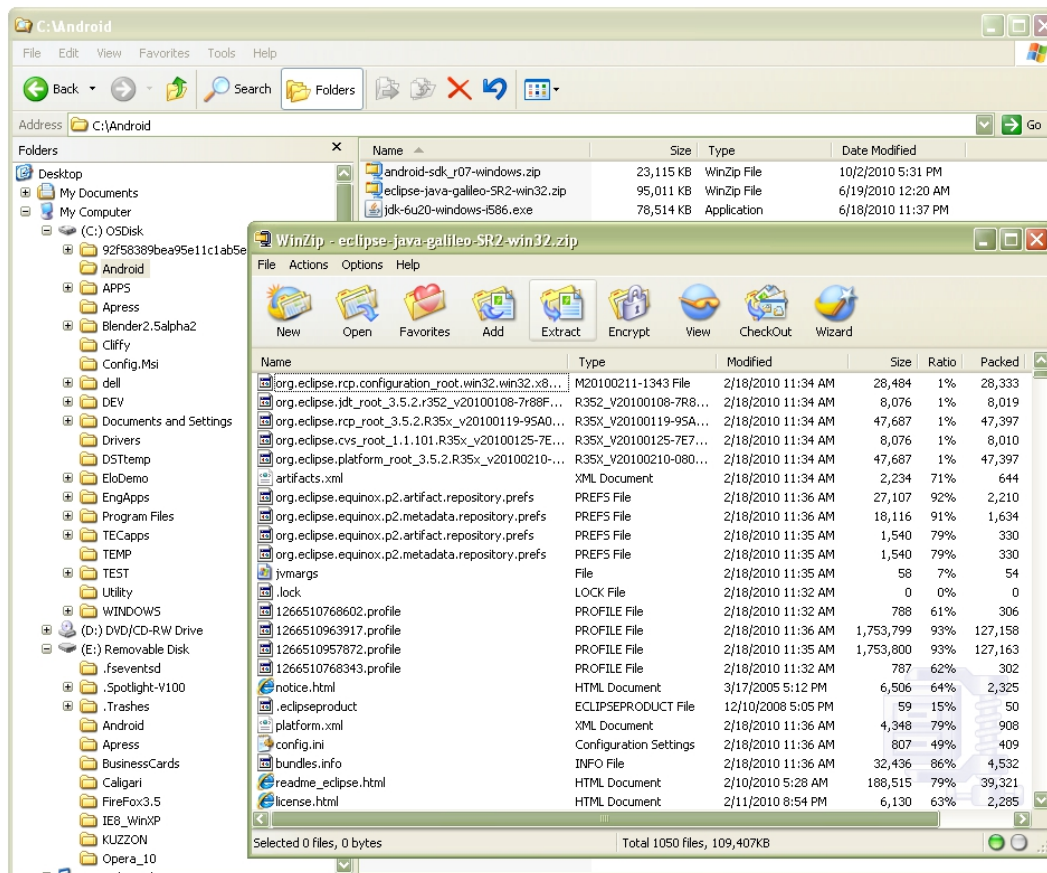 C:\Android
File Edit View Favorites Tools Help
Back Search Folders
Address C:\Android Go
Folders x Name Size Type Date Modified
Desktop android-sdk_r07-windows.zip 23,115 KB WinZip File 10/2/2010 5:31 PM
My Documents eclipse-java-galileo-SR2-win32.zip 95,011 KB WinZip File 6/19/2010 12:20 AM
My Computer jdk-6u20-windows-i586.exe 78,514 KB Application 6/18/2010 11:37 PM
(C:) OSDisk
92f58389bea95e11c1ab5e
Android
APPS
Apress
Blender2.5alpha2
Cliffy
Config.Msi
dell
DEV
Documents and Settings
Drivers
DSTtemp
EloDemo
EngApps
Program Files
TECapps
TEMP
TEST
Utility
WINDOWS
(D:) DVD/CD-RW Drive
(E:) Removable Disk
.fseventsd
.Spotlight-V100
.Trashes
Android
Apress
BusinessCards
Caligari
FireFox3.5
IE8_WinXP
KUZZON
Opera_10
WinZip - eclipse-java-galileo-SR2-win32.zip
File Actions Options Help
New Open Favorites Add Extract Encrypt View CheckOut Wizard
Name Type Modified Size Ratio Packed
org.eclipse.rcp.configuration_root.win32.win32.x8... M20100211-1343 File 2/18/2010 11:34 AM 28,484 1% 28,333
org.eclipse.jdt_root_3.5.2.r352_v20100108-7r88F... R352_V20100108-7R8... 2/18/2010 11:34 AM 8,076 1% 8,019
org.eclipse.rcp_root_3.5.2.R35x_v20100119-9SA0... R35X_V20100119-9SA... 2/18/2010 11:34 AM 47,687 1% 47,397
org.eclipse.cvs_root_1.1.101.R35x_v20100125-7E... R35X_V20100125-7E7... 2/18/2010 11:34 AM 8,076 1% 8,010
org.eclipse.platform_root_3.5.2.R35x_v20100210-... R35X_V20100210-080... 2/18/2010 11:34 AM 47,687 1% 47,397
artifacts.xml XML Document 2/18/2010 11:34 AM 2,234 71% 644
org.eclipse.equinox.p2.artifact.repository.prefs PREFS File 2/18/2010 11:36 AM 27,107 92% 2,210
org.eclipse.equinox.p2.metadata.repository.prefs PREFS File 2/18/2010 11:36 AM 18,116 91% 1,634
org.eclipse.equinox.p2.artifact.repository.prefs PREFS File 2/18/2010 11:35 AM 1,540 79% 330
org.eclipse.equinox.p2.metadata.repository.prefs PREFS File 2/18/2010 11:35 AM 1,540 79% 330
jvmargs File 2/18/2010 11:35 AM 58 7% 54
.lock LOCK File 2/18/2010 11:32 AM 0 0% 0
1266510768602.profile PROFILE File 2/18/2010 11:32 AM 788 61% 306
1266510963917.profile PROFILE File 2/18/2010 11:36 AM 1,753,799 93% 127,158
1266510957872.profile PROFILE File 2/18/2010 11:35 AM 1,753,800 93% 127,163
1266510768343.profile PROFILE File 2/18/2010 11:32 AM 787 62% 302
notice.html HTML Document 3/17/2005 5:12 PM 6,506 64% 2,325
.eclipseproduct ECLIPSEPRODUCT File 12/10/2008 5:05 PM 59 15% 50
platform.xml XML Document 2/18/2010 11:36 AM 4,348 79% 908
config.ini Configuration Settings 2/18/2010 11:36 AM 807 49% 409
bundles.info INFO File 2/18/2010 11:36 AM 32,436 86% 4,532
readme_eclipse.html HTML Document 2/10/2010 5:28 AM 188,515 79% 39,321
license.html HTML Document 2/11/2010 8:54 PM 6,130 63% 2,285
Selected 0 files, 0 bytes Total 1050 files, 109,407KB